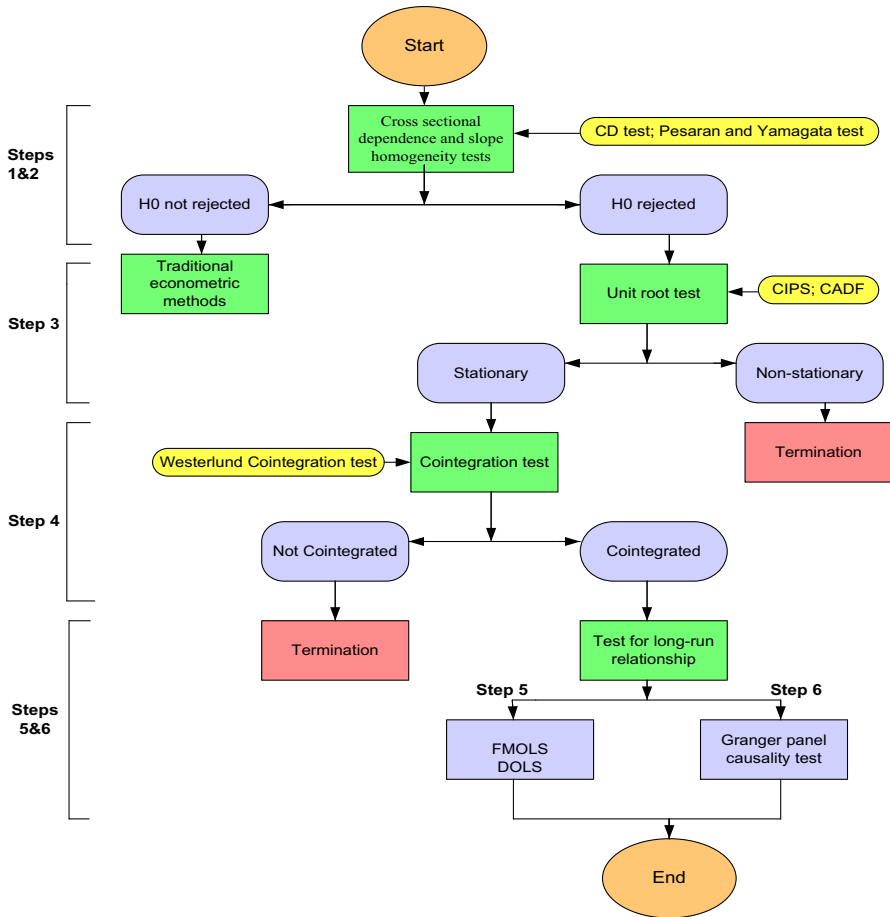 Start
Steps
1&2
Cross sectional
dependence and slope
homogeneity tests
CD test; Pesaran and Yamagata test
H0 not rejected
H0 rejected
Step 3
Traditional
econometric
methods
Unit root test
CIPS; CADF
Stationary
Non-stationary
Step 4
Westerlund Cointegration test
Cointegration test
Termination
Not Cointegrated
Cointegrated
Steps
5&6
Termination
Test for long-run
relationship
Step 5
Step 6
FMOLS
DOLS
Granger panel
causality test
End